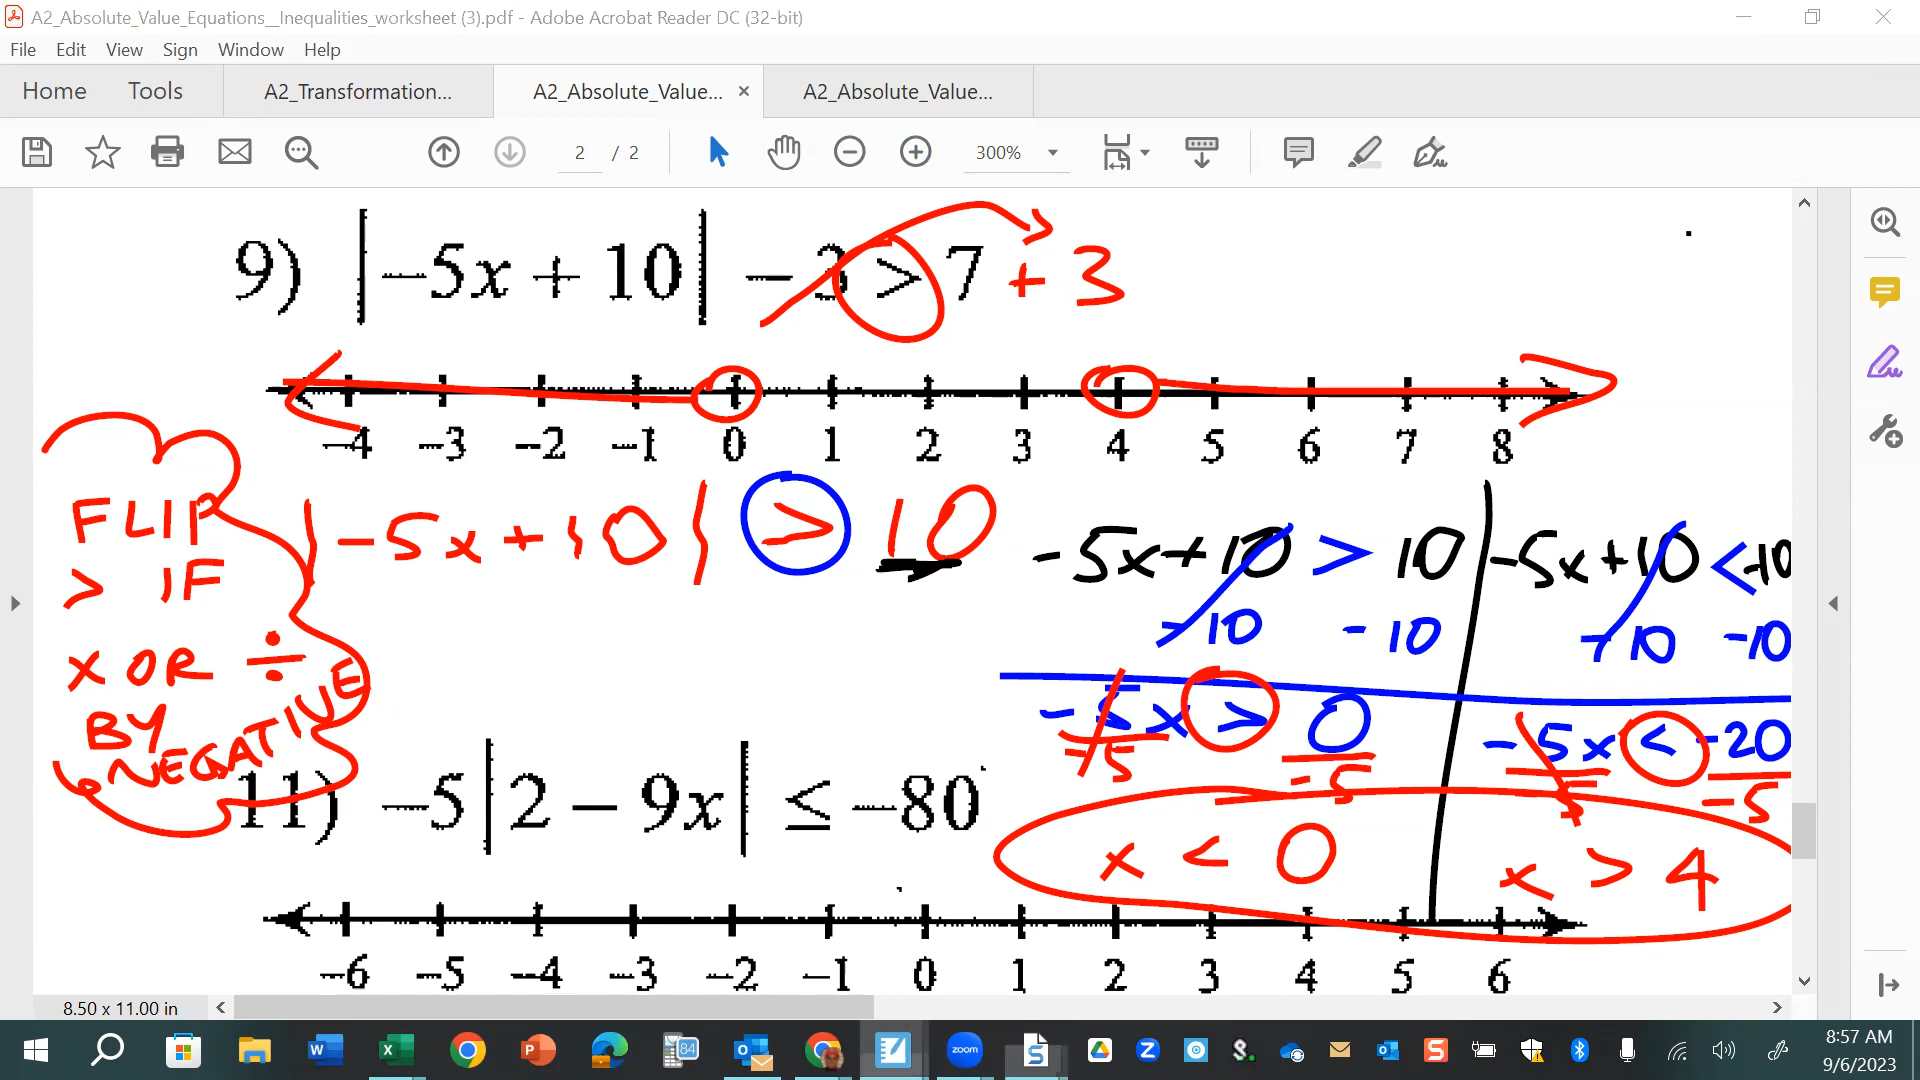 A2_Absolute_Value_Equations__Inequalities_worksheet (3).pdf - Adobe Acrobat Reader DC (32-bit)
File Edit View Sign Window Help
Home Tools A2_Transformation... A2_Absolute_Value... × A2_Absolute_Value...
2 / 2 300%
9) |−5x + 10| − 3 > 7 + 3
−4 −3 −2 −1 0 1 2 3 4 5 6 7 8
FLIP
> IF
x OR ÷
BY
NEGATIVE
|-5x+10| > 10
-5x+10 > 10
-10 -10
-5x > 0
-5 -5
x < 0
-5x+10 < -10
-10 -10
-5x < -20
-5 -5
x > 4
11) −5|2 − 9x| ≤ −80
−6 −5 −4 −3 −2 −1 0 1 2 3 4 5 6
8.50 x 11.00 in
84
zoom
8:57 AM
9/6/2023